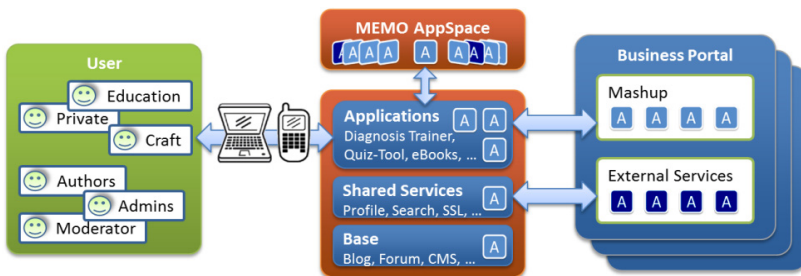 User
Education
Private
Craft
Authors
Admins
Moderator
MEMO AppSpace
A A A A A A A A
Applications
A A
Diagnosis Trainer,
Quiz-Tool, eBooks, ...
A
Shared Services
A
Profile, Search, SSL, ...
Base
A
Blog, Forum, CMS, ...
Business Portal
Mashup
A A A A
External Services
A A A A